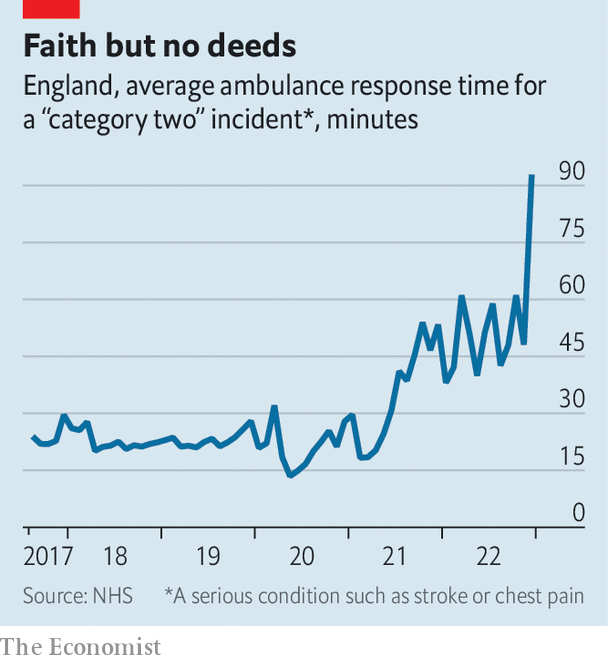 Faith but no deeds
England, average ambulance response time for
a “category two” incident*, minutes
90
75
60
45
30
15
0
2017 18 19 20 21 22
Source: NHS *A serious condition such as stroke or chest pain
The Economist